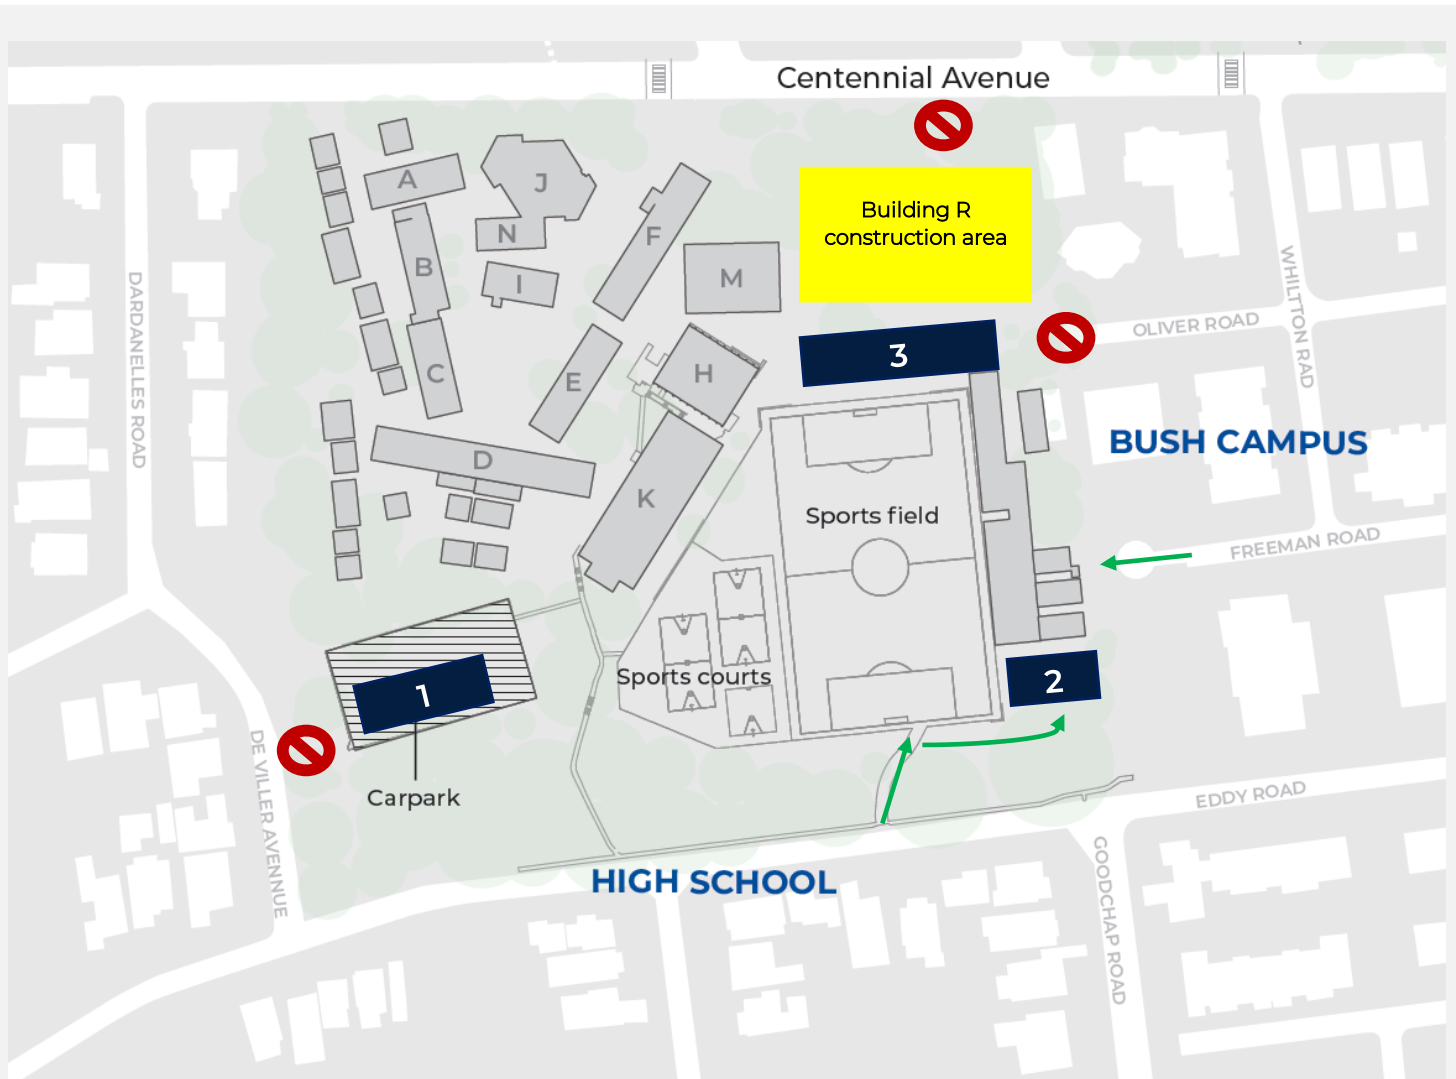 Centennial Avenue
A
J
Building R
construction area
F
N
B
I
M
DARDANELLES ROAD
WHILTTON RAD
OLIVER ROAD
3
C
E
H
BUSH CAMPUS
D
K
Sports field
FREEMAN ROAD
Sports courts
1
2
DE VILLER AVENNUE
Carpark
EDDY ROAD
HIGH SCHOOL
GOODCHAP ROAD